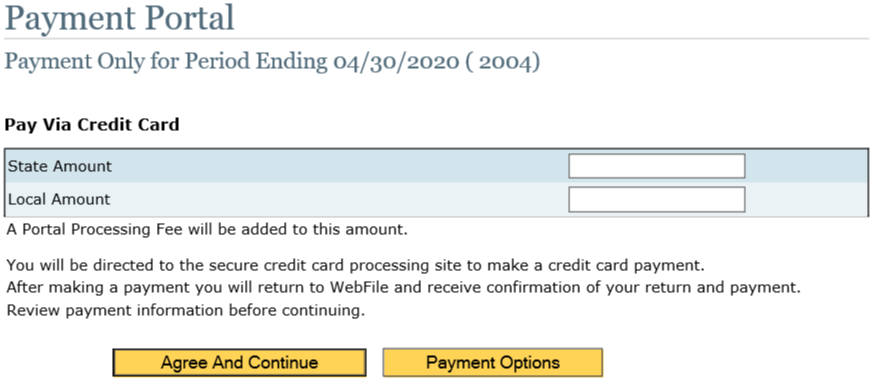 Payment Portal
Payment Only for Period Ending 04/30/2020 ( 2004)
Pay Via Credit Card
State Amount
Local Amount
A Portal Processing Fee will be added to this amount.
You will be directed to the secure credit card processing site to make a credit card payment.
After making a payment you will return to WebFile and receive confirmation of your return and payment.
Review payment information before continuing.
Agree And Continue
Payment Options